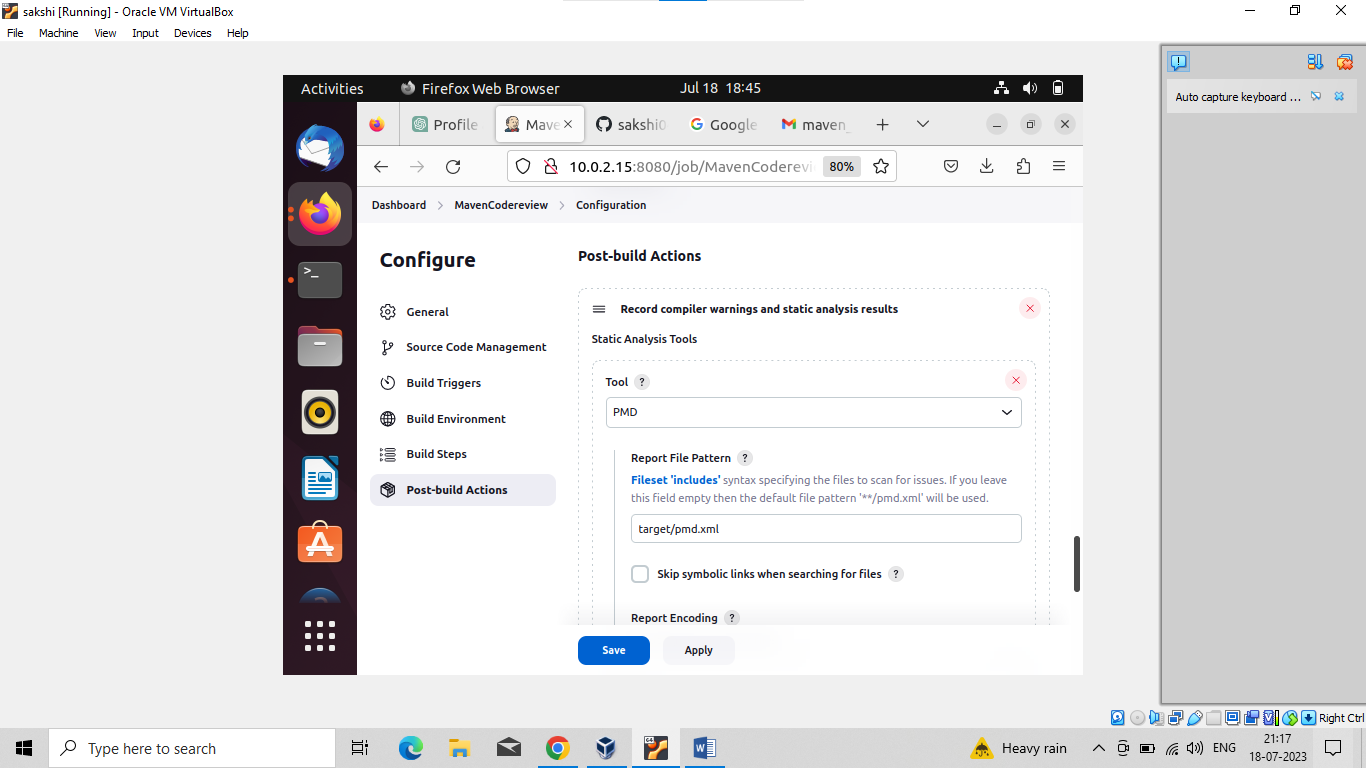 sakshi [Running] - Oracle VM VirtualBox
File Machine View Input Devices Help
Auto capture keyboard ...
Activities Firefox Web Browser Jul 18 18:45
Profile Mave sakshi0 Google maven_
10.0.2.15:8080/job/MavenCoderevi 80%
Dashboard > MavenCodereview > Configuration
Configure
General
Source Code Management
Build Triggers
Build Environment
Build Steps
Post-build Actions
Post-build Actions
Record compiler warnings and static analysis results
Static Analysis Tools
Tool ?
PMD
Report File Pattern ?
Fileset 'includes' syntax specifying the files to scan for issues. If you leave
this field empty then the default file pattern '**/pmd.xml' will be used.
target/pmd.xml
Skip symbolic links when searching for files ?
Report Encoding ?
Save Apply
Right Ctrl
Type here to search
Heavy rain
ENG
21:17
18-07-2023